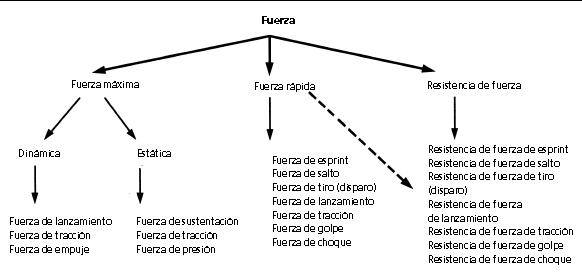 Fuerza
Fuerza máxima
Fuerza rápida
Resistencia de fuerza
Dinámica
Estática
Fuerza de lanzamiento
Fuerza de tracción
Fuerza de empuje
Fuerza de sustentación
Fuerza de tracción
Fuerza de presión
Fuerza de esprint
Fuerza de salto
Fuerza de tiro (disparo)
Fuerza de lanzamiento
Fuerza de tracción
Fuerza de golpe
Fuerza de choque
Resistencia de fuerza de esprint
Resistencia de fuerza de salto
Resistencia de fuerza de tiro
(disparo)
Resistencia de fuerza
de lanzamiento
Resistencia de fuerza de tracción
Resistencia de fuerza de golpe
Resistencia de fuerza de choque